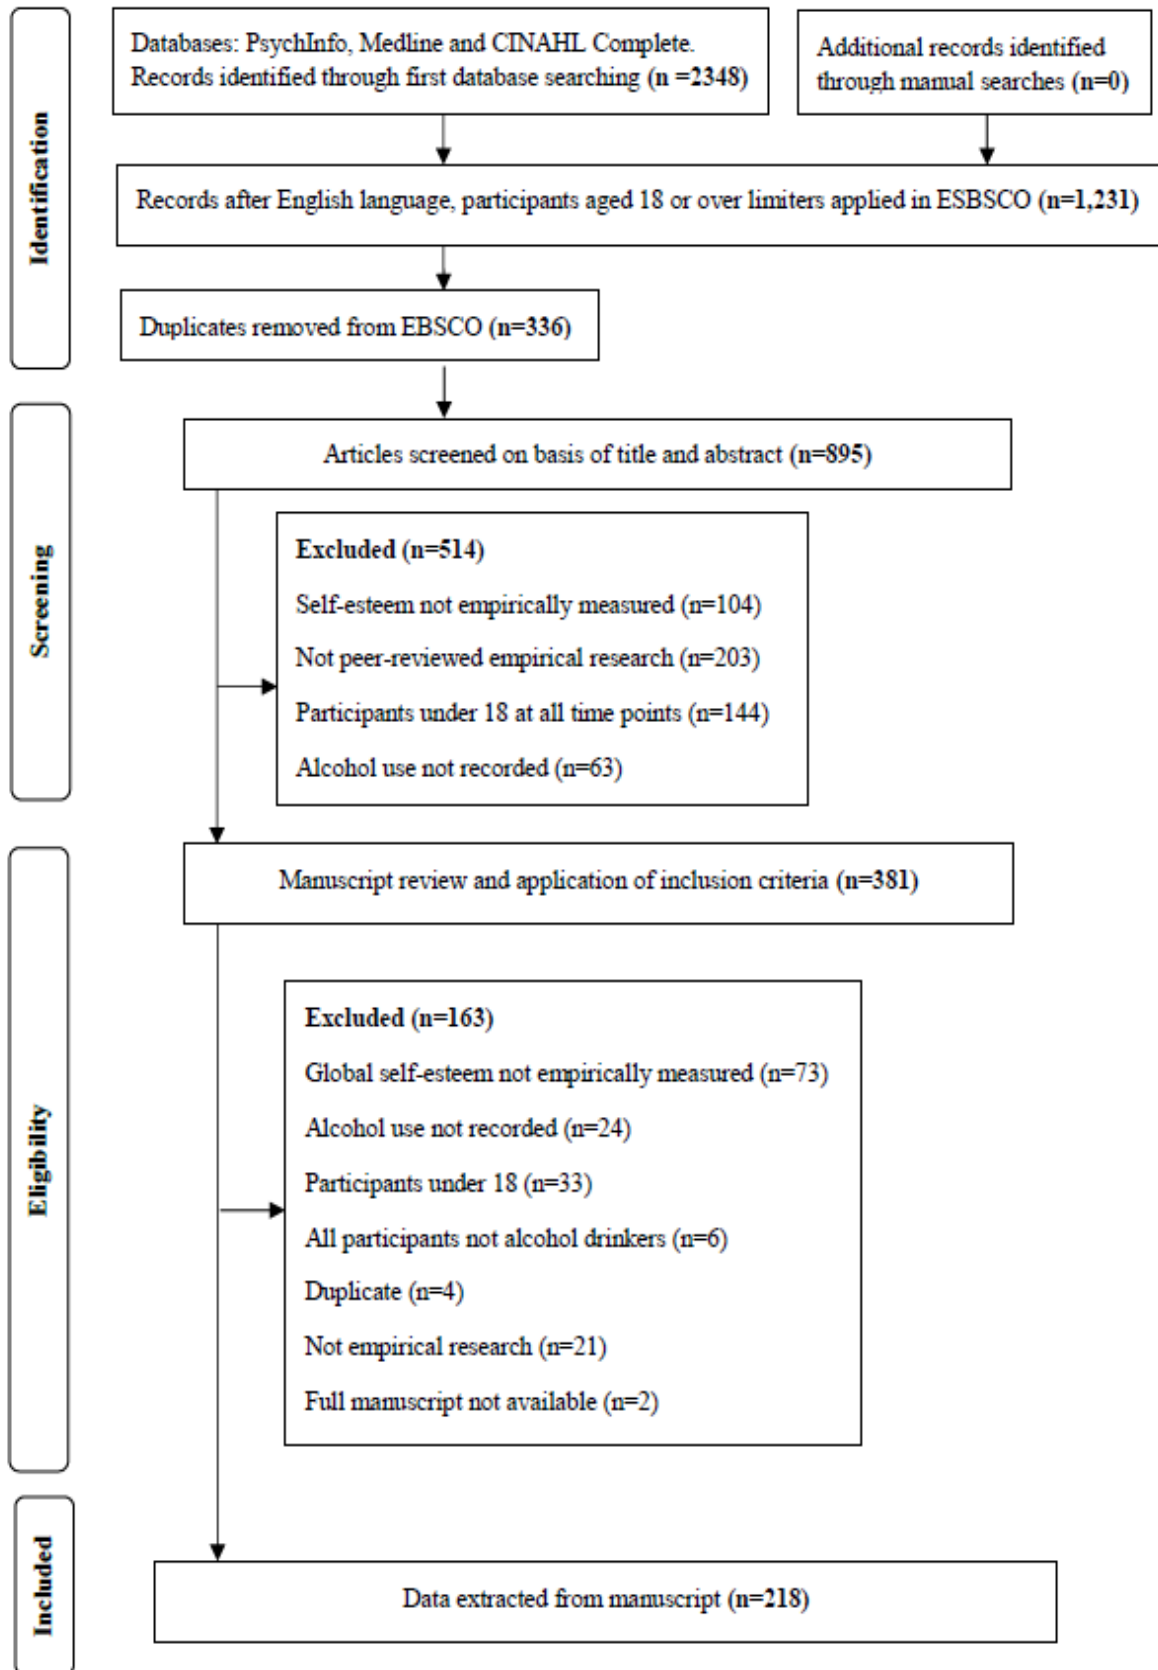 Identification
Databases: PsychInfo, Medline and CINAHL Complete.
Records identified through first database searching (n =2348)
Additional records identified
through manual searches (n=0)
Records after English language, participants aged 18 or over limiters applied in ESBSCO (n=1,231)
Duplicates removed from EBSCO (n=336)
Screening
Articles screened on basis of title and abstract (n=895)
Excluded (n=514)
Self-esteem not empirically measured (n=104)
Not peer-reviewed empirical research (n=203)
Participants under 18 at all time points (n=144)
Alcohol use not recorded (n=63)
Eligibility
Manuscript review and application of inclusion criteria (n=381)
Excluded (n=163)
Global self-esteem not empirically measured (n=73)
Alcohol use not recorded (n=24)
Participants under 18 (n=33)
All participants not alcohol drinkers (n=6)
Duplicate (n=4)
Not empirical research (n=21)
Full manuscript not available (n=2)
Included
Data extracted from manuscript (n=218)